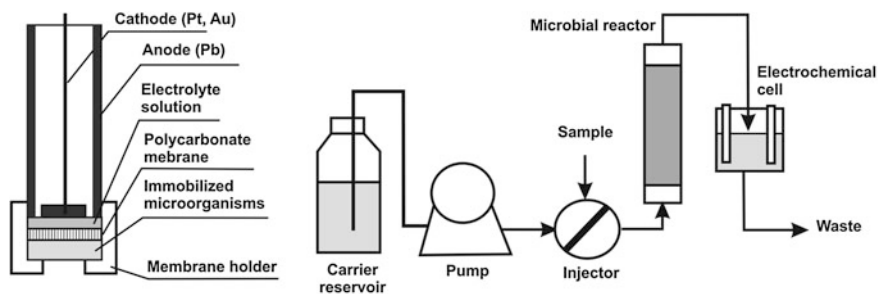 Cathode (Pt, Au)
Anode (Pb)
Electrolyte
solution
Polycarbonate
mebrane
Immobilized
microorganisms
Membrane holder
Microbial reactor
Electrochemical
cell
Sample
Waste
Carrier
reservoir
Pump
Injector